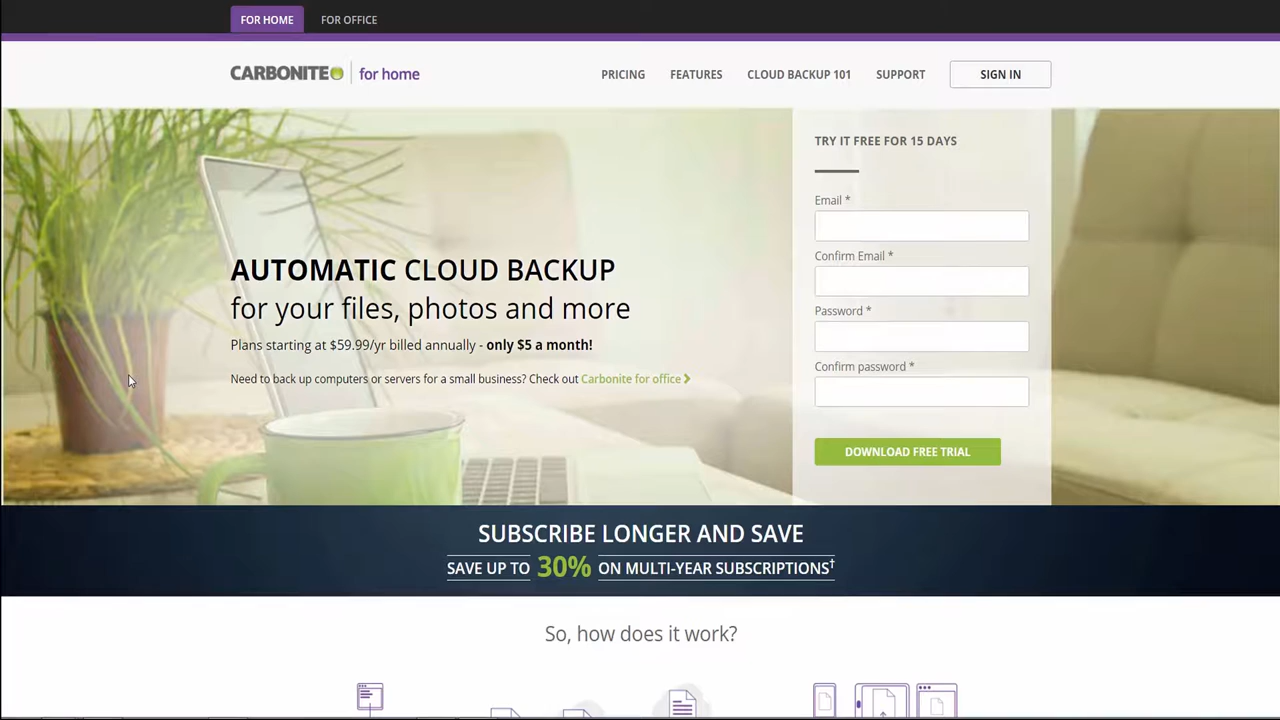 FOR HOME
FOR OFFICE
CARBONITE for home
PRICING
FEATURES
CLOUD BACKUP 101
SUPPORT
SIGN IN
AUTOMATIC CLOUD BACKUP
for your files, photos and more
Plans starting at $59.99/yr billed annually - only $5 a month!
Need to back up computers or servers for a small business? Check out Carbonite for office
TRY IT FREE FOR 15 DAYS
Email *
Confirm Email *
Password *
Confirm password *
DOWNLOAD FREE TRIAL
SUBSCRIBE LONGER AND SAVE
SAVE UP TO 30% ON MULTI-YEAR SUBSCRIPTIONS†
So, how does it work?